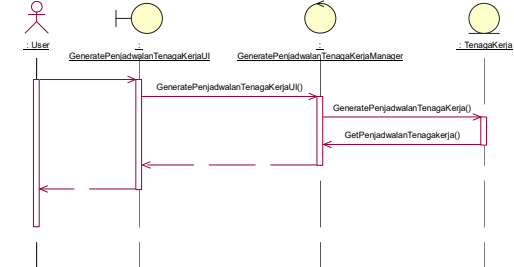 : User
:
GeneratePenjadwalanTenagaKerjaUI
:
GeneratePenjadwalanTenagaKerjaManager
: TenagaKerja
GeneratePenjadwalanTenagaKerjaUI()
GeneratePenjadwalanTenagaKerja()
GetPenjadwalanTenagakerja()